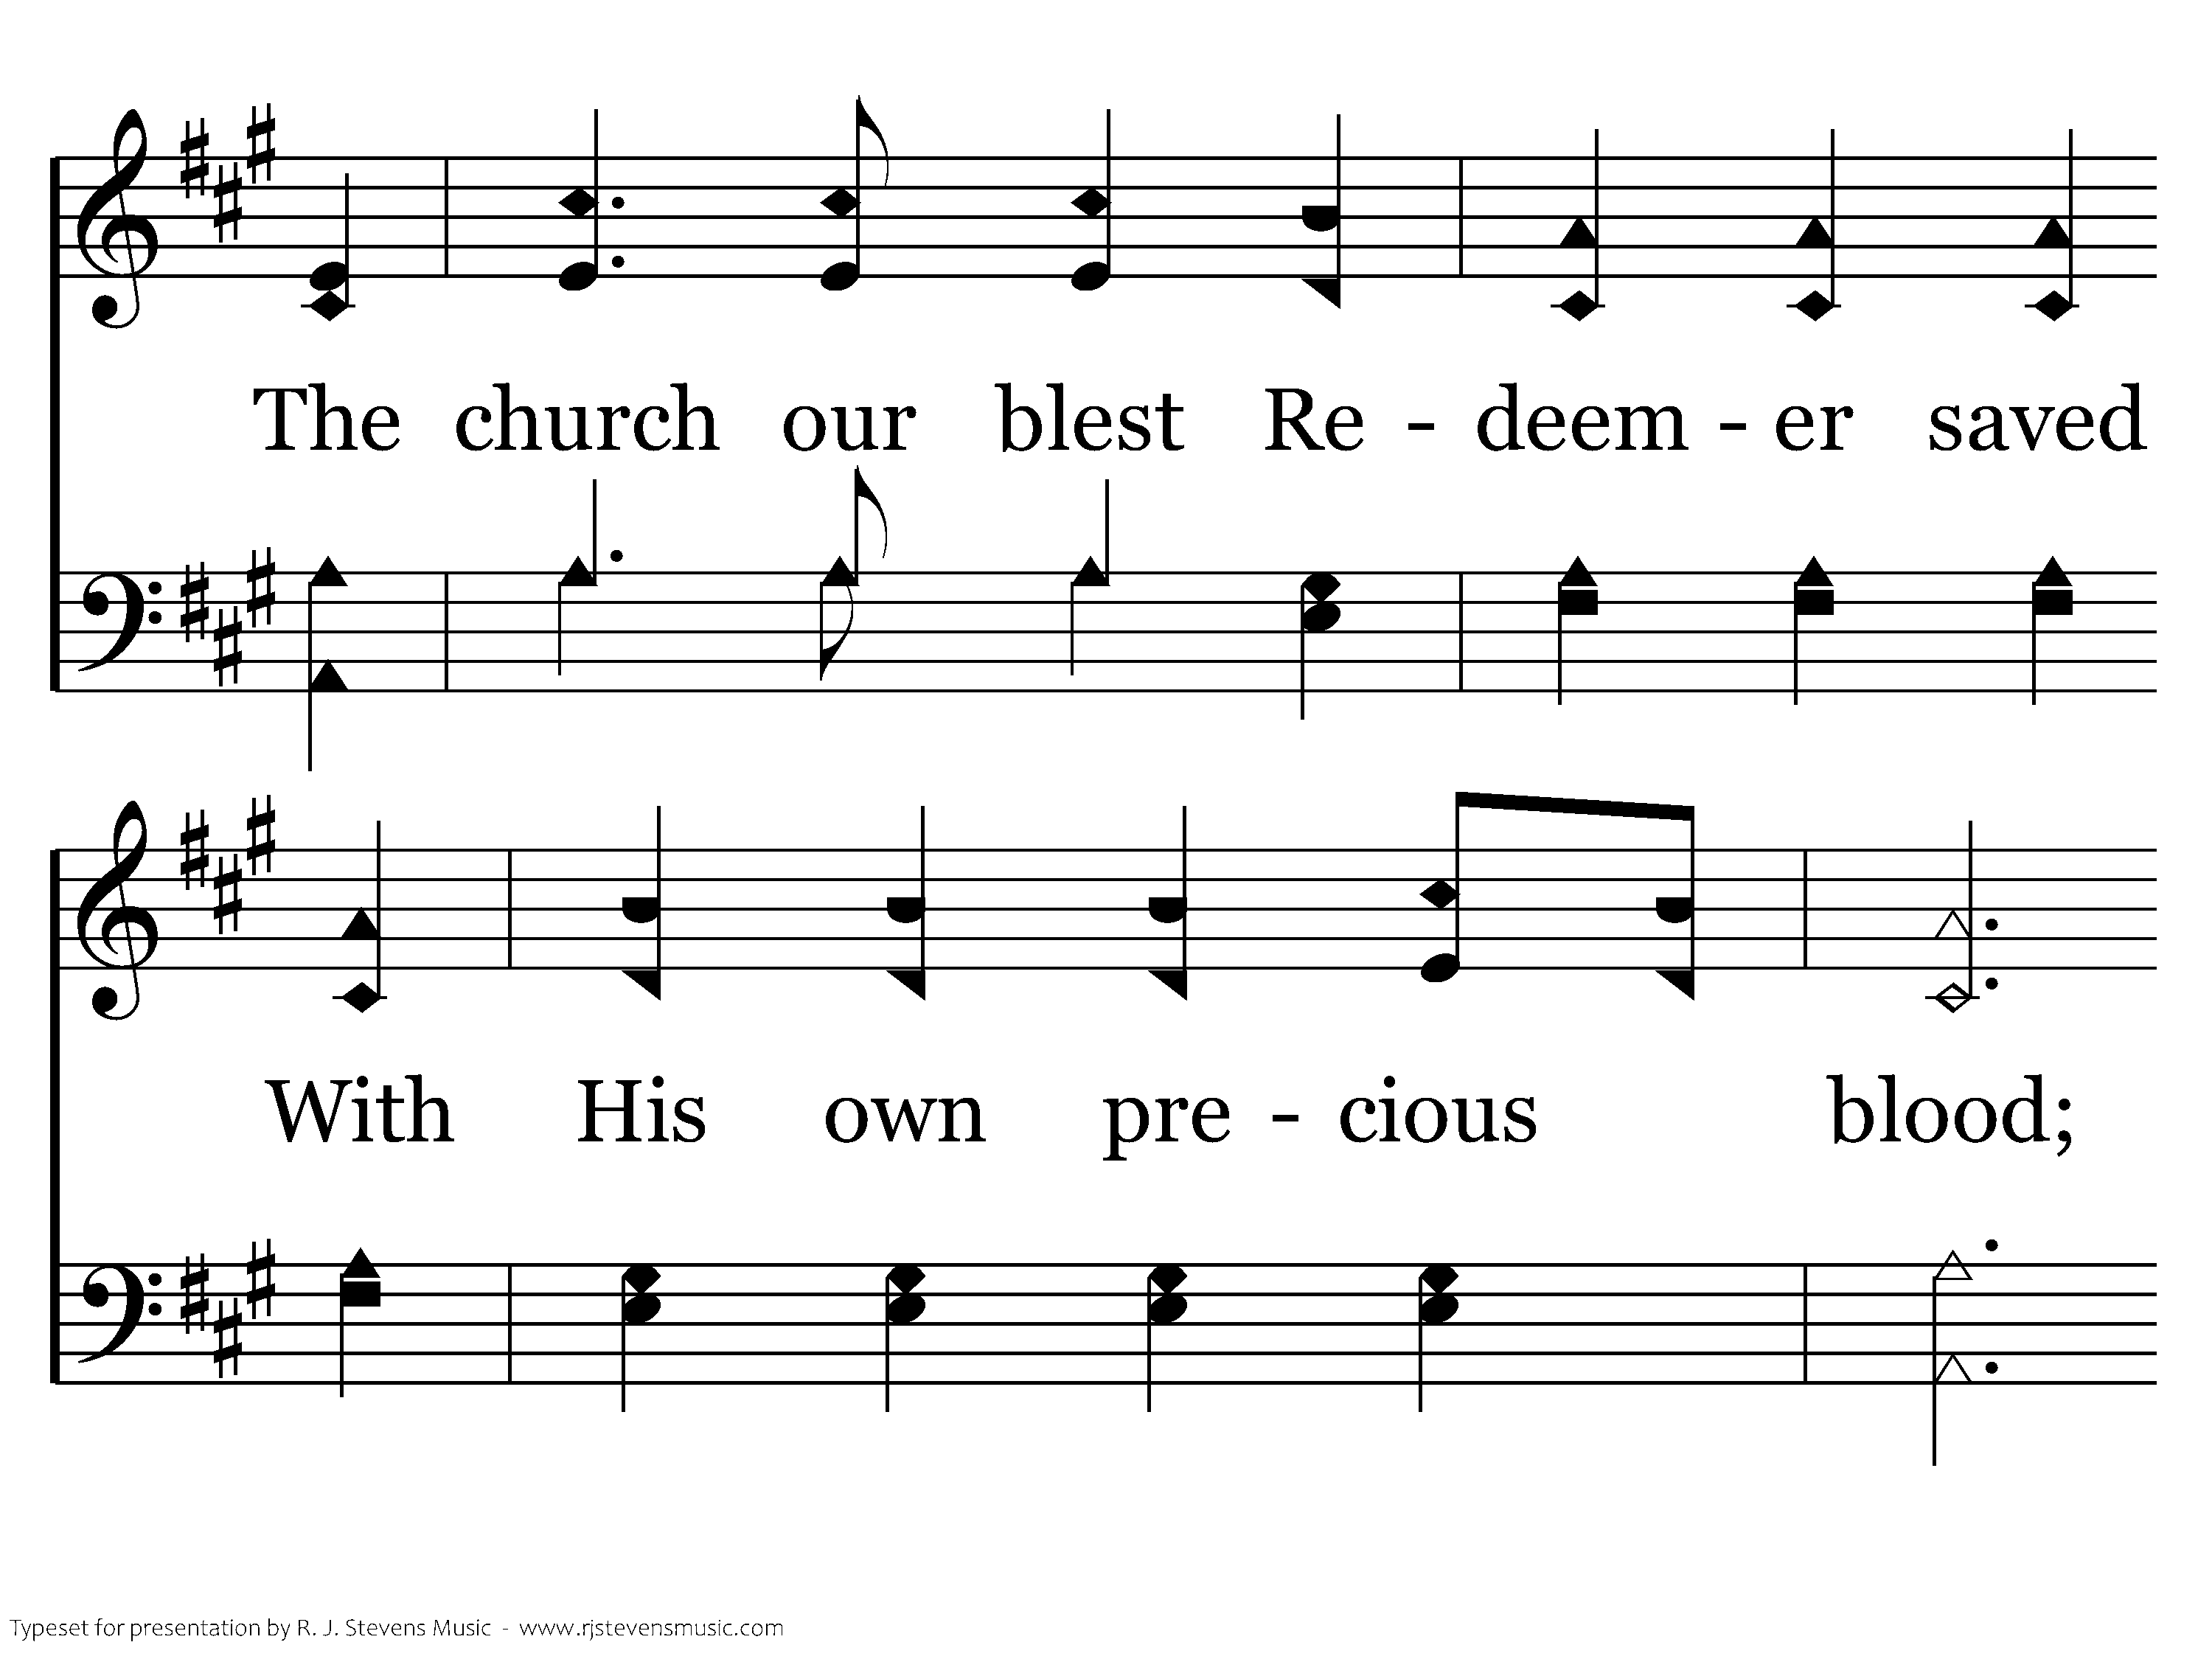 The church our blest Re - deem - er saved
With His own pre - cious blood;
Typeset for presentation by R. J. Stevens Music - www.rjstevensmusic.com